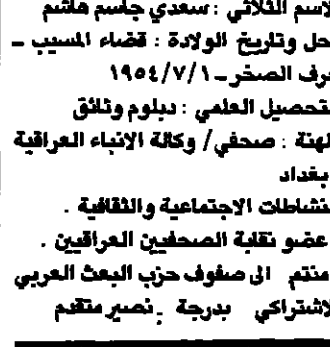 لاسم الثلاثي : سعدي جاسم هاشم
حل وتاريخ الولادة : قضاء المسيب ـ
رف الصخر ـ ١٩٥٤/٧/١
تحصيل العلمي : دبلوم وثائق
لهنة : صحفي/ وكالة الانباء العراقية
بغداد
نشاطات الاجتماعية والثقافية .
عضو نقابة الصحفيين العراقيين .
منتم الى صفوف حزب البعث العربي
لاشتراكي بدرجة ـ نصير متقدم